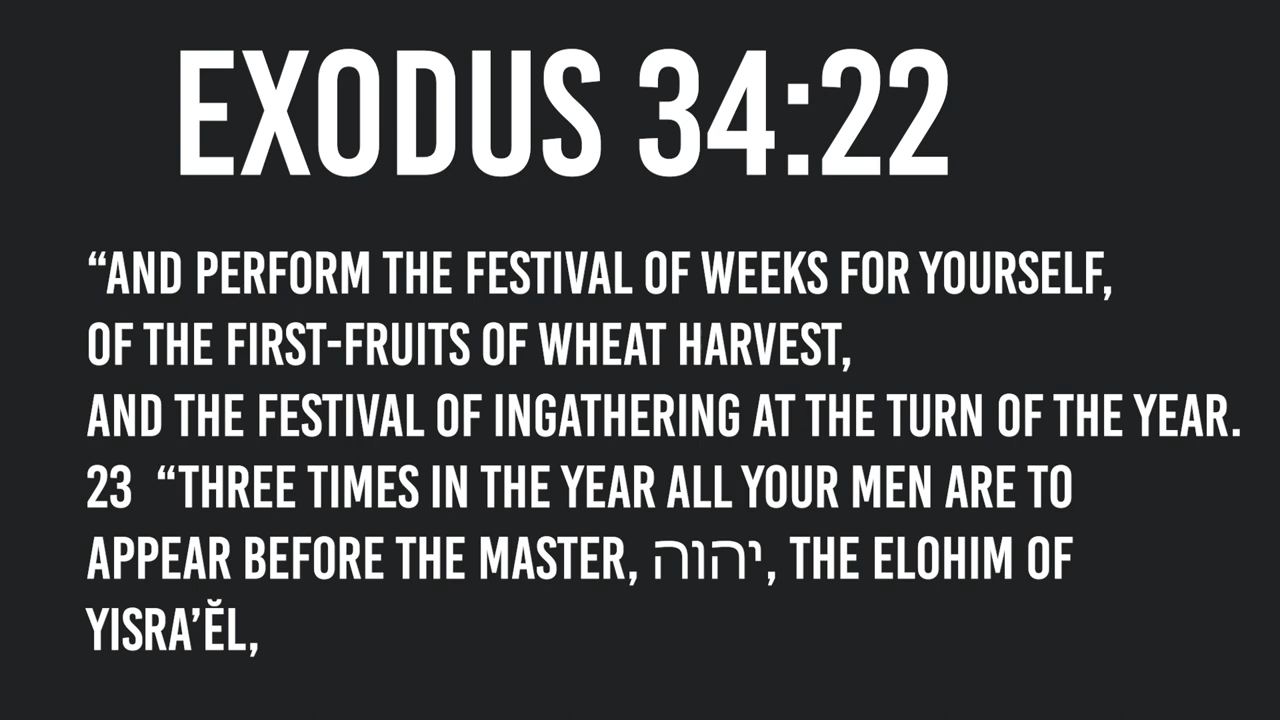 EXODUS 34:22
“AND PERFORM THE FESTIVAL OF WEEKS FOR YOURSELF,
OF THE FIRST-FRUITS OF WHEAT HARVEST,
AND THE FESTIVAL OF INGATHERING AT THE TURN OF THE YEAR.
23 “THREE TIMES IN THE YEAR ALL YOUR MEN ARE TO
APPEAR BEFORE THE MASTER, יהוה, THE ELOHIM OF
YISRA’ĔL,